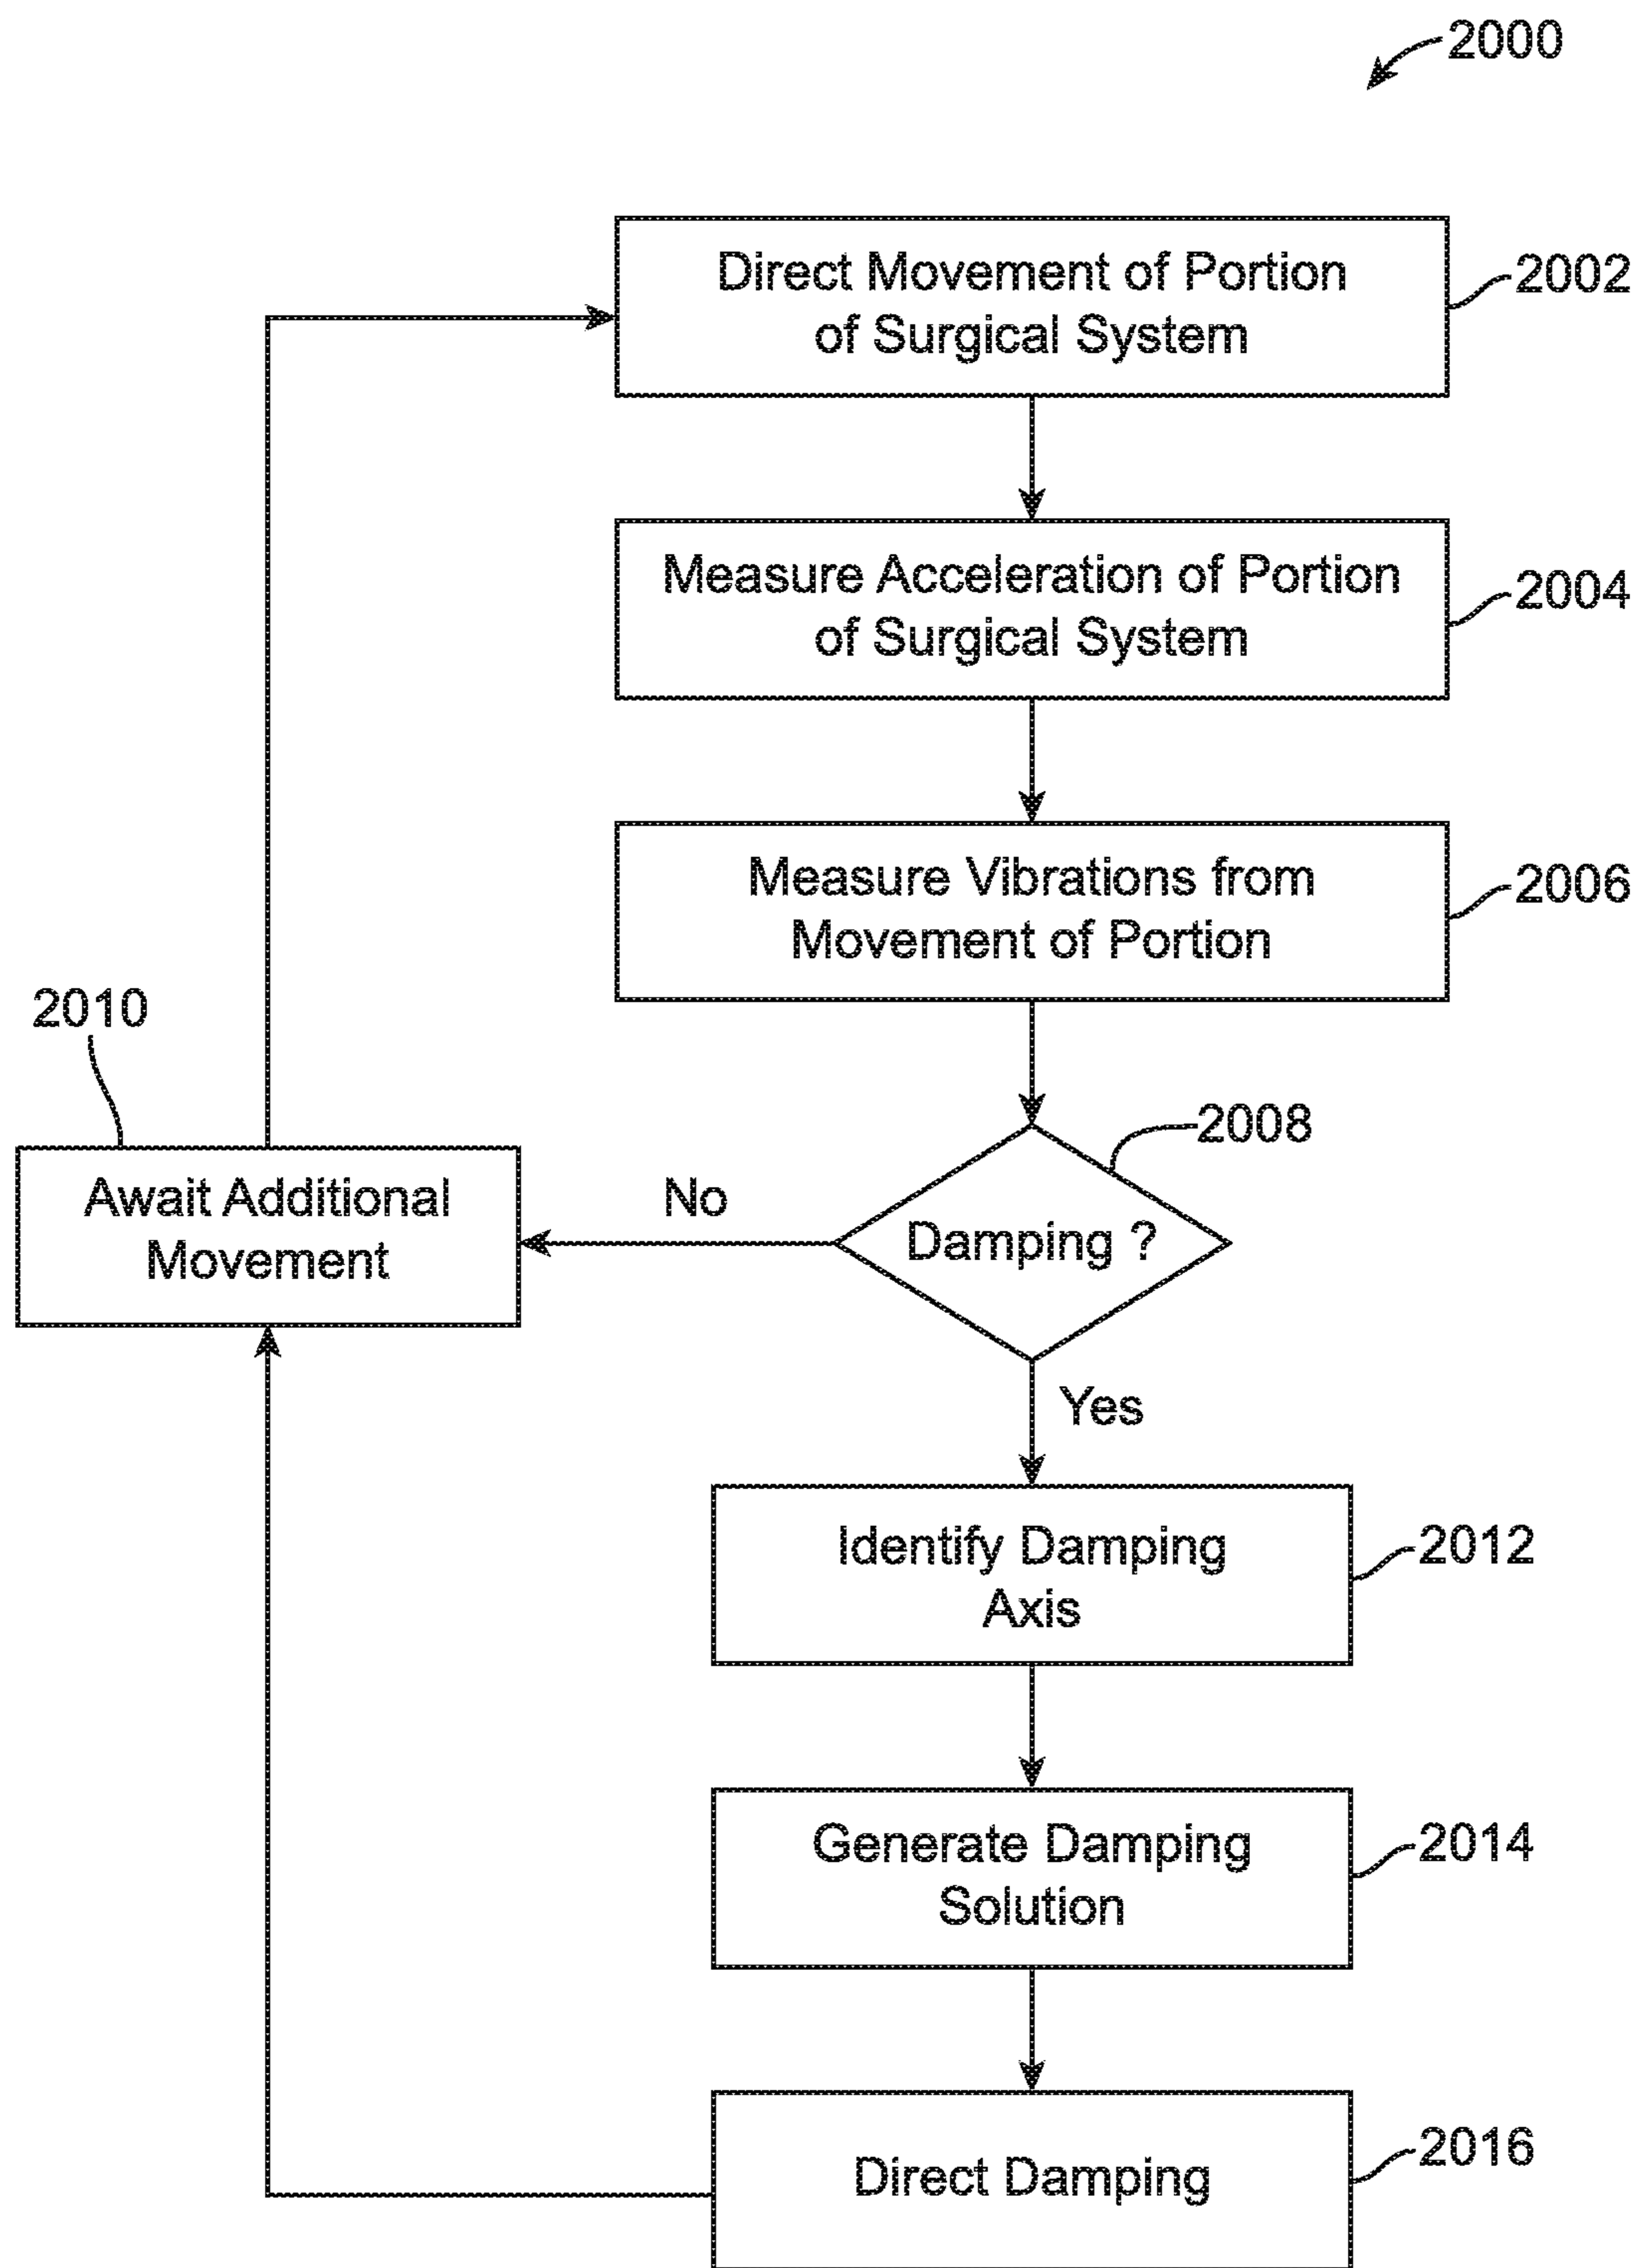 2000
Direct Movement of Portion
of Surgical System
2002
Measure Acceleration of Portion
of Surgical System
2004
Measure Vibrations from
Movement of Portion
2006
2010
Await Additional
Movement
No
2008
Damping ?
Yes
Identify Damping
Axis
2012
Generate Damping
Solution
2014
Direct Damping
2016